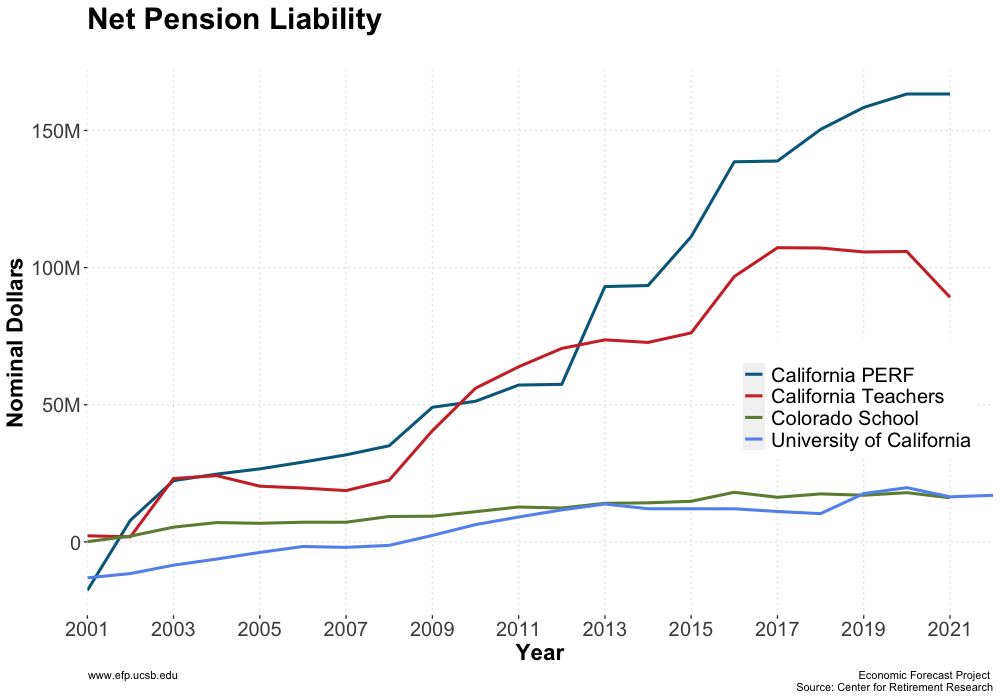 Net Pension Liability
150M
100M
50M
0
Nominal Dollars
California PERF
California Teachers
Colorado School
University of California
2001 2003 2005 2007 2009 2011 2013 2015 2017 2019 2021
Year
www.efp.ucsb.edu
Economic Forecast Project
Source: Center for Retirement Research